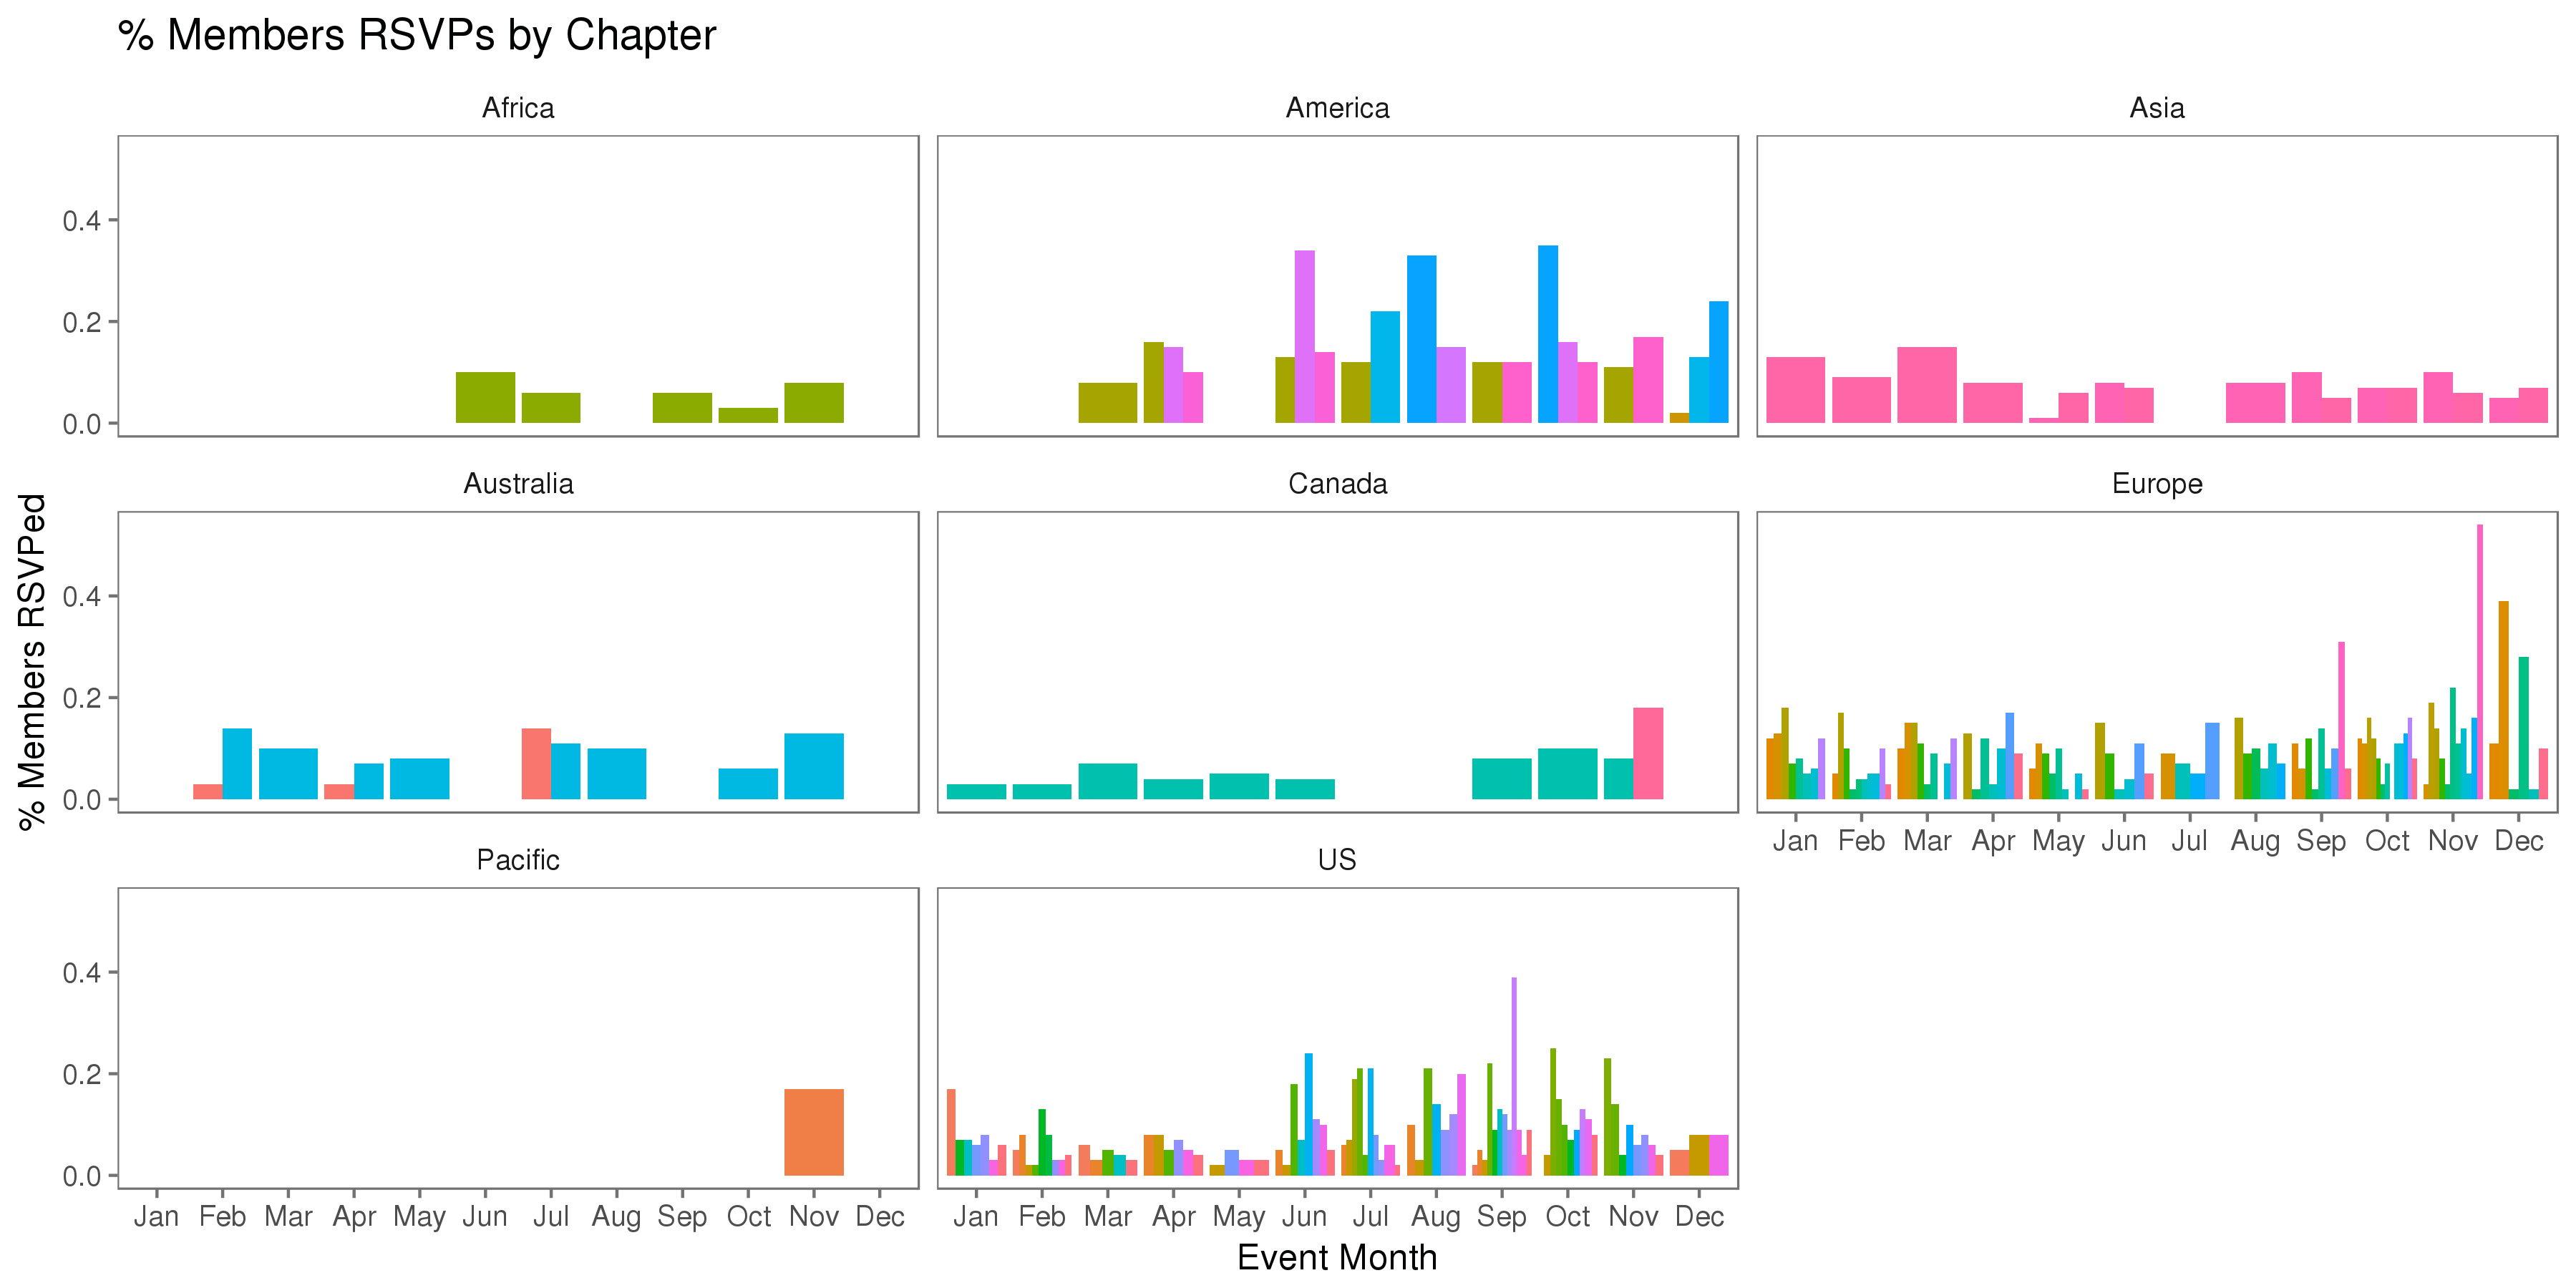 % Members RSVPs by Chapter
Africa
America
Asia
0.4
0.2
0.0
Australia
Canada
Europe
% Members RSVPed
0.4
0.2
0.0
Jan Feb Mar Apr May Jun Jul Aug Sep Oct Nov Dec
Pacific
US
0.4
0.2
0.0
Jan Feb Mar Apr May Jun Jul Aug Sep Oct Nov Dec
Jan Feb Mar Apr May Jun Jul Aug Sep Oct Nov Dec
Event Month